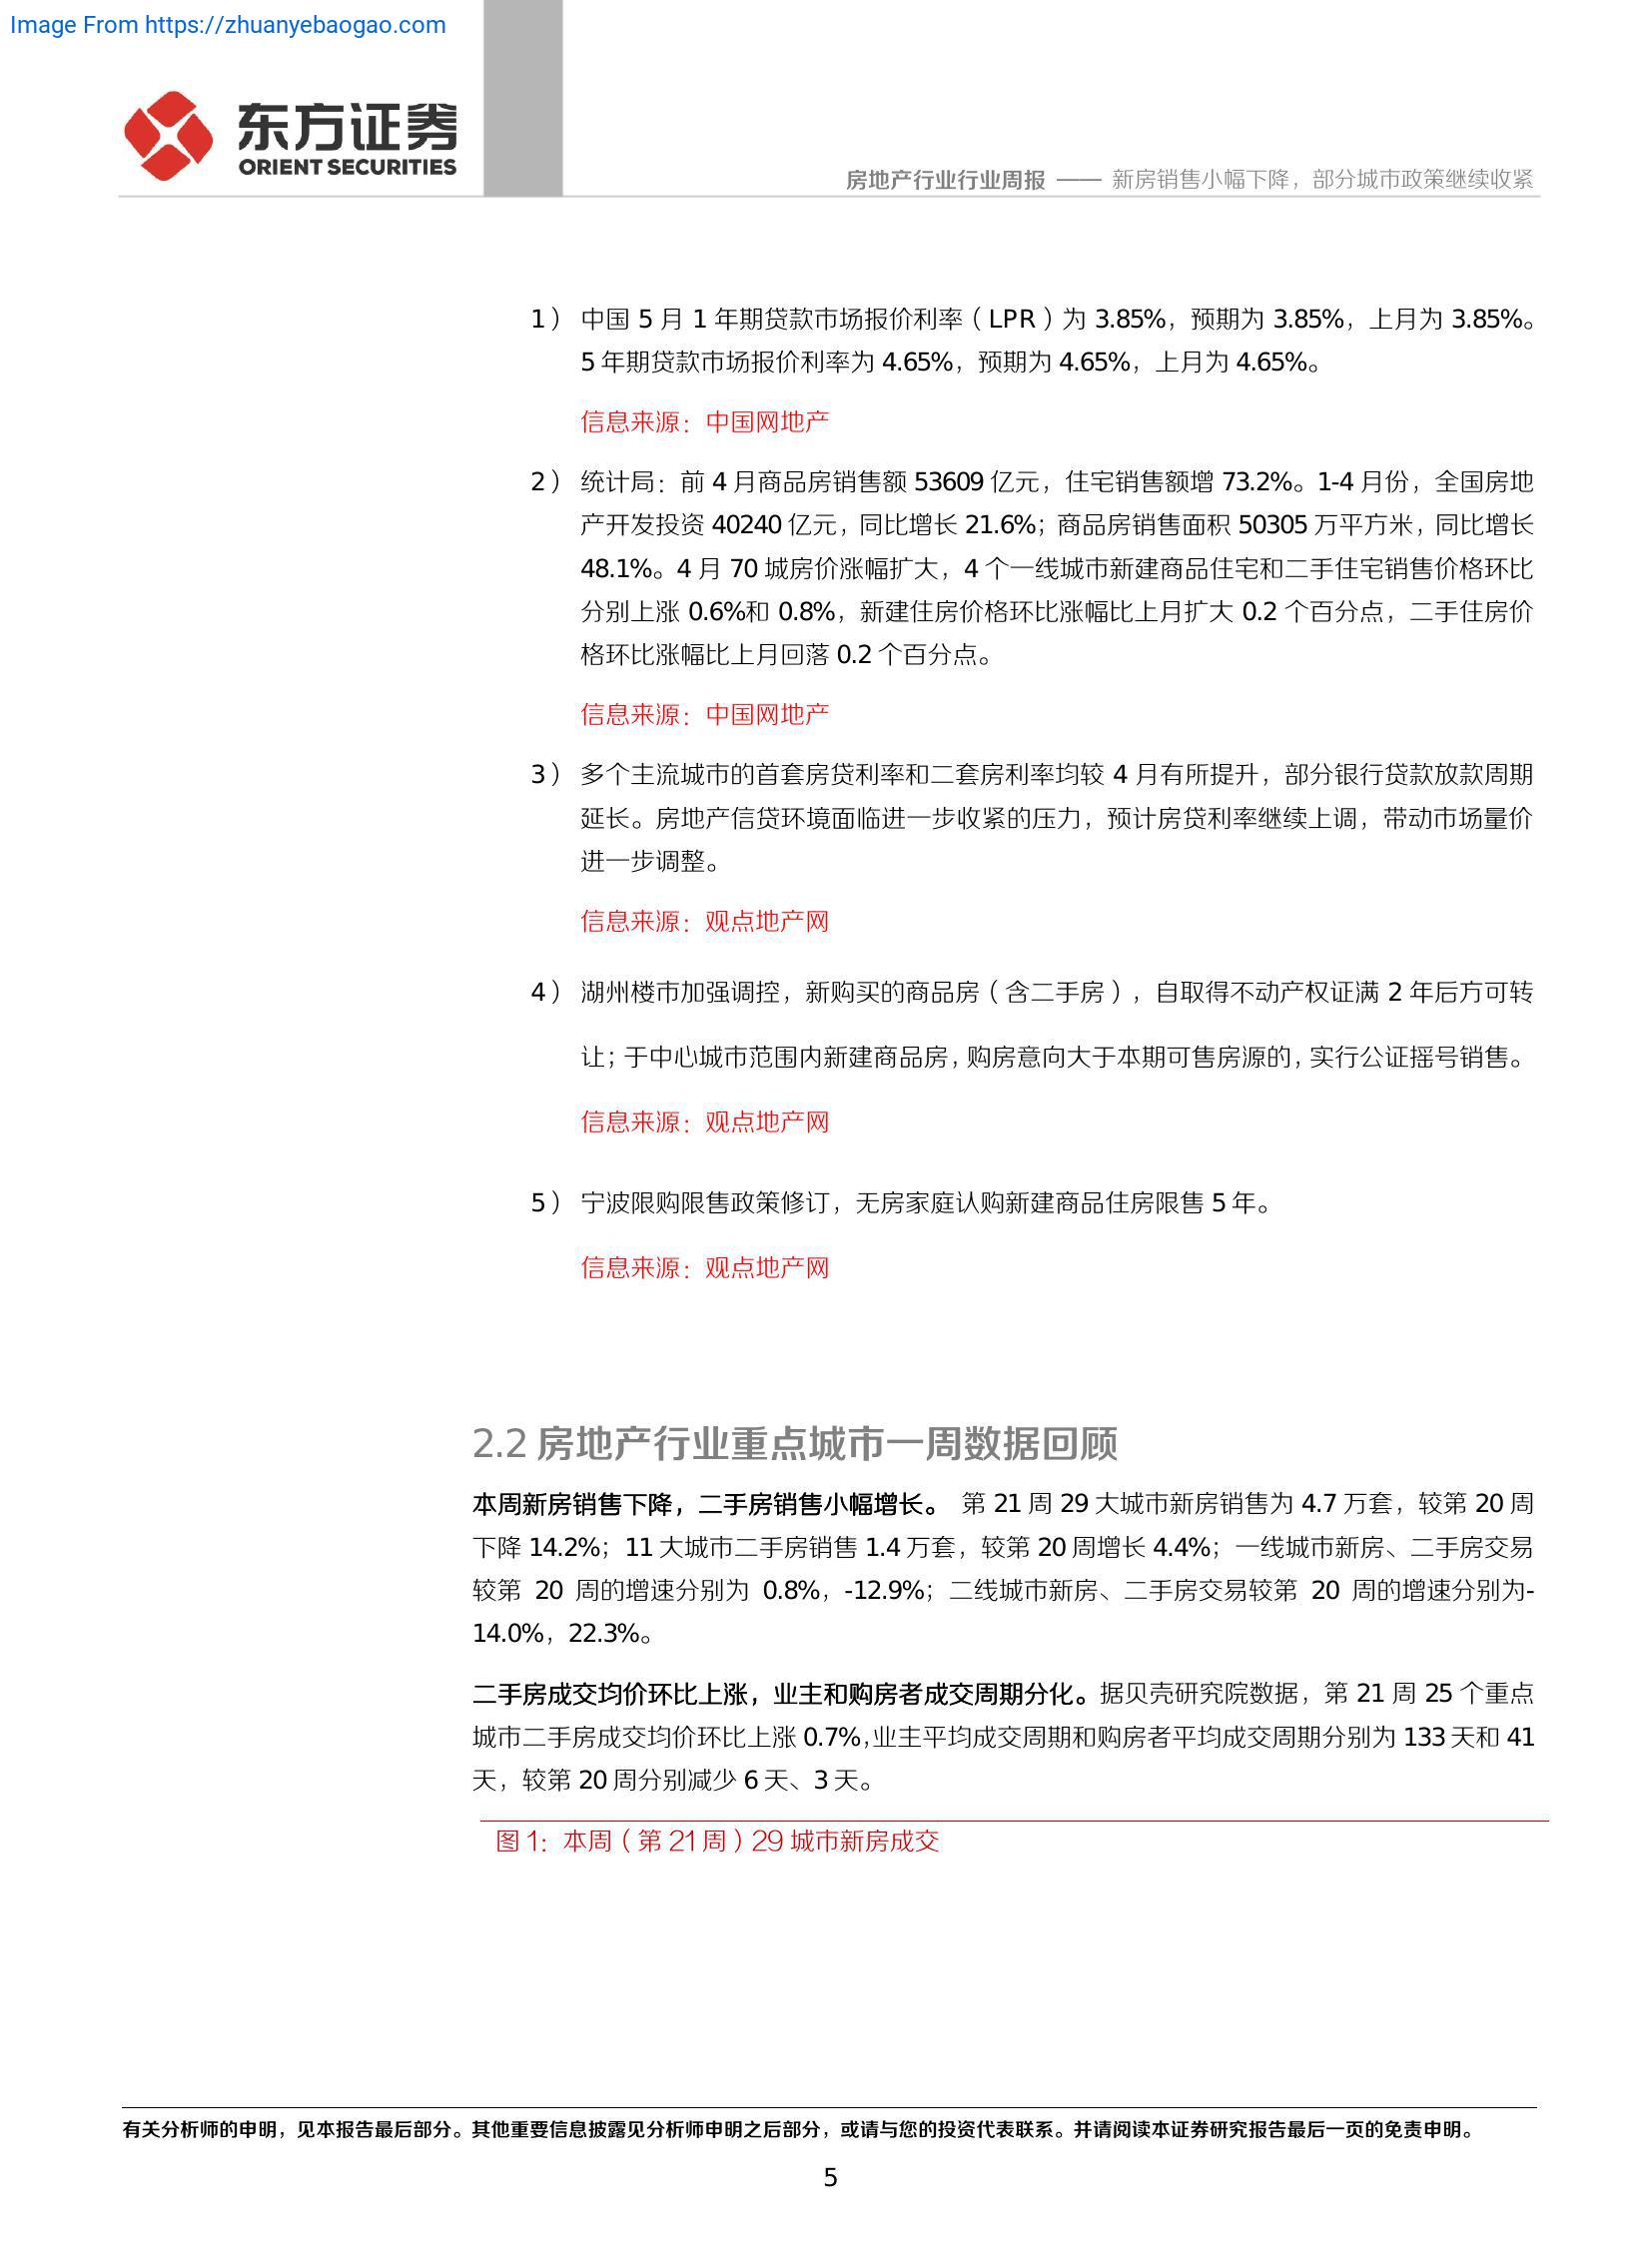 Image From https://zhuanyebaogao.com
东方证券
ORIENT SECURITIES
房地产行业行业周报 —— 新房销售小幅下降，部分城市政策继续收紧
1） 中国 5 月 1 年期贷款市场报价利率（LPR）为 3.85%，预期为 3.85%，上月为 3.85%。
5 年期贷款市场报价利率为 4.65%，预期为 4.65%，上月为 4.65%。
信息来源：中国网地产
2） 统计局：前 4 月商品房销售额 53609 亿元，住宅销售额增 73.2%。1-4 月份，全国房地
产开发投资 40240 亿元，同比增长 21.6%；商品房销售面积 50305 万平方米，同比增长
48.1%。4 月 70 城房价涨幅扩大，4 个一线城市新建商品住宅和二手住宅销售价格环比
分别上涨 0.6%和 0.8%，新建住房价格环比涨幅比上月扩大 0.2 个百分点，二手住房价
格环比涨幅比上月回落 0.2 个百分点。
信息来源：中国网地产
3） 多个主流城市的首套房贷利率和二套房利率均较 4 月有所提升，部分银行贷款放款周期
延长。房地产信贷环境面临进一步收紧的压力，预计房贷利率继续上调，带动市场量价
进一步调整。
信息来源：观点地产网
4） 湖州楼市加强调控，新购买的商品房（含二手房），自取得不动产权证满 2 年后方可转
让；于中心城市范围内新建商品房，购房意向大于本期可售房源的，实行公证摇号销售。
信息来源：观点地产网
5） 宁波限购限售政策修订，无房家庭认购新建商品住房限售 5 年。
信息来源：观点地产网
2.2 房地产行业重点城市一周数据回顾
本周新房销售下降，二手房销售小幅增长。 第 21 周 29 大城市新房销售为 4.7 万套，较第 20 周
下降 14.2%；11 大城市二手房销售 1.4 万套，较第 20 周增长 4.4%；一线城市新房、二手房交易
较第 20 周的增速分别为 0.8%，-12.9%；二线城市新房、二手房交易较第 20 周的增速分别为-
14.0%，22.3%。
二手房成交均价环比上涨，业主和购房者成交周期分化。据贝壳研究院数据，第 21 周 25 个重点
城市二手房成交均价环比上涨 0.7%，业主平均成交周期和购房者平均成交周期分别为 133 天和 41
天，较第 20 周分别减少 6 天、3 天。
图 1：本周（第 21 周）29 城市新房成交
有关分析师的申明，见本报告最后部分。其他重要信息披露见分析师申明之后部分，或请与您的投资代表联系。并请阅读本证券研究报告最后一页的免责申明。
5